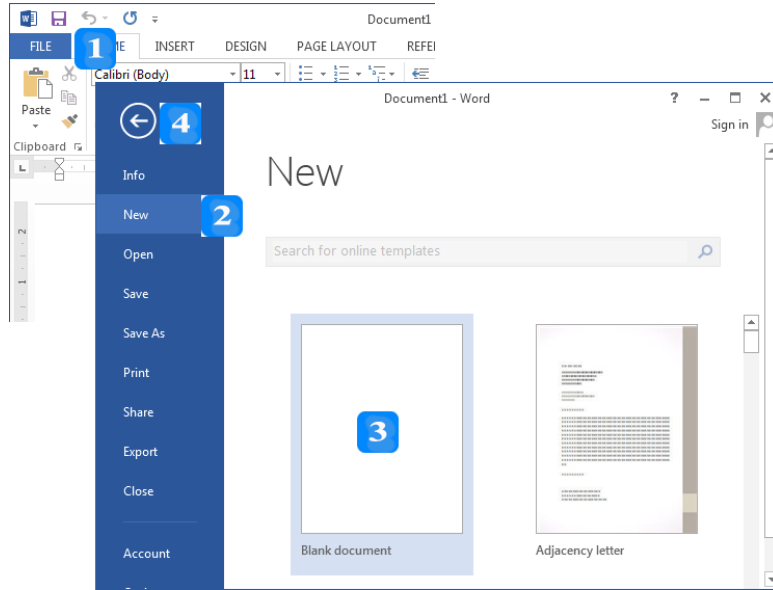 Document1
FILE 1 ME INSERT DESIGN PAGE LAYOUT REFE
Calibri (Body) 11
Paste
Clipboard
L
2
1
Document1 - Word ? – □ ×
Sign in
4
Info
New 2
Open
Save
Save As
Print
Share
Export
Close
Account
New
Search for online templates
3
Blank document
Adjacency letter